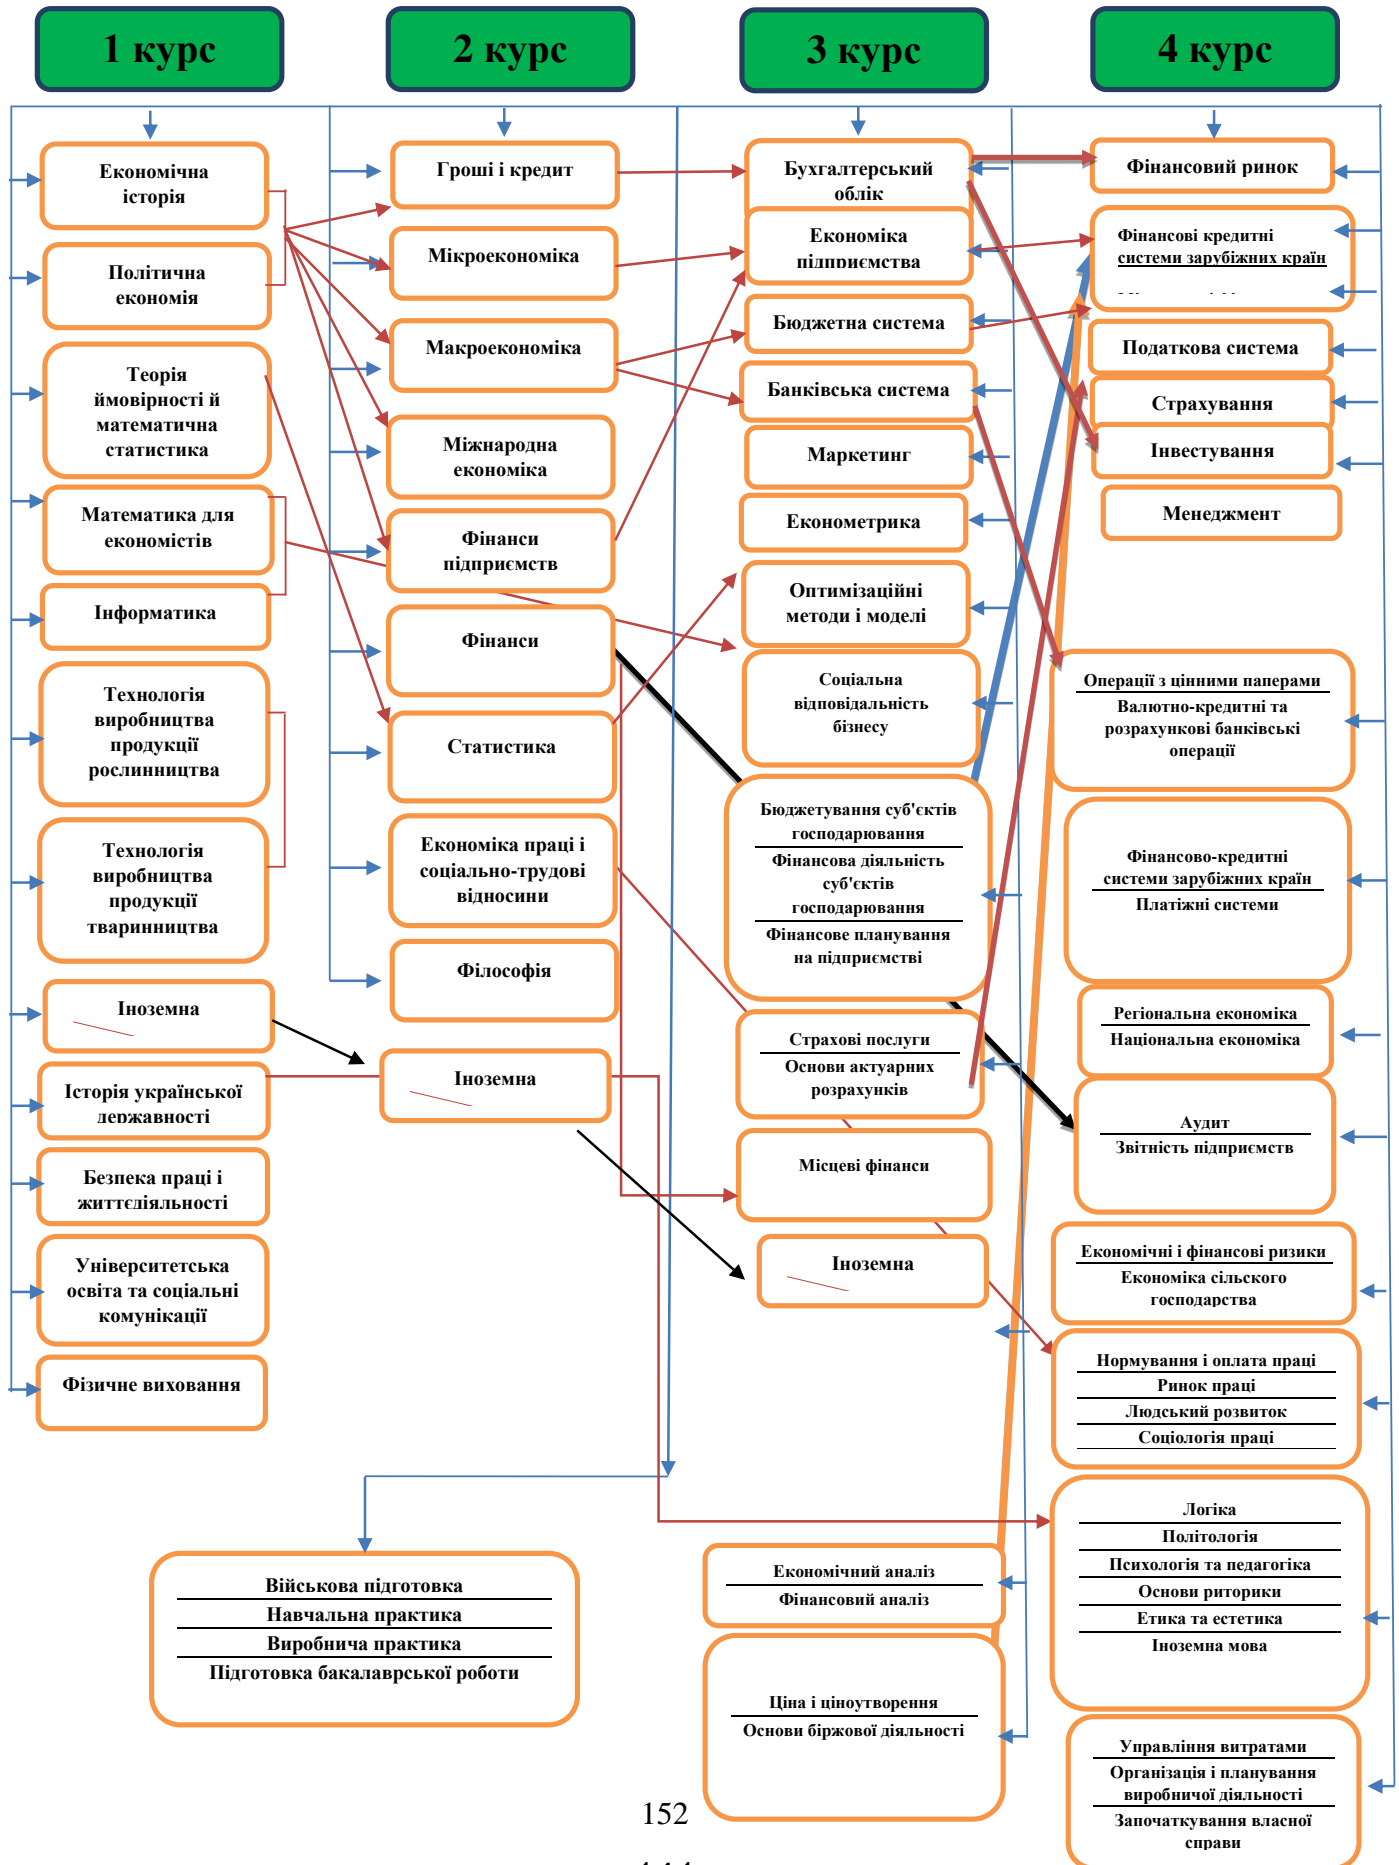 1 курс
2 курс
3 курс
4 курс
Економічна
історія
Політична
економія
Теорія
ймовірності й
математична
статистика
Математика для
економістів
Інформатика
Технологія
виробництва
продукції
рослинництва
Технологія
виробництва
продукції
тваринництва
Іноземна
Історія української
державності
Безпека праці і
життєдіяльності
Університетська
освіта та соціальні
комунікації
Фізичне виховання
Гроші і кредит
Мікроекономіка
Макроекономіка
Міжнародна
економіка
Фінанси
підприємств
Фінанси
Статистика
Економіка праці і
соціально-трудові
відносини
Філософія
Іноземна
Військова підготовка
Навчальна практика
Виробнича практика
Підготовка бакалаврської роботи
Бухгалтерський
облік
Економіка
підприємства
Бюджетна система
Банківська система
Маркетинг
Економетрика
Оптимізаційні
методи і моделі
Соціальна
відповідальність
бізнесу
Бюджетування суб'єктів
господарювання
Фінансова діяльність
суб'єктів
господарювання
Фінансове планування
на підприємстві
Страхові послуги
Основи актуарних
розрахунків
Місцеві фінанси
Іноземна
Економічний аналіз
Фінансовий аналіз
Ціна і ціноутворення
Основи біржової діяльності
Фінансовий ринок
Фінансові кредитні
системи зарубіжних країн
Податкова система
Страхування
Інвестування
Менеджмент
Операції з цінними паперами
Валютно-кредитні та
розрахункові банківські
операції
Фінансово-кредитні
системи зарубіжних країн
Платіжні системи
Регіональна економіка
Національна економіка
Аудит
Звітність підприємств
Економічні і фінансові ризики
Економіка сільского
господарства
Нормування і оплата праці
Ринок праці
Людський розвиток
Соціологія праці
Логіка
Політологія
Психологія та педагогіка
Основи риторики
Етика та естетика
Іноземна мова
Управління витратами
Організація і планування
виробничої діяльності
Започаткування власної
справи
152